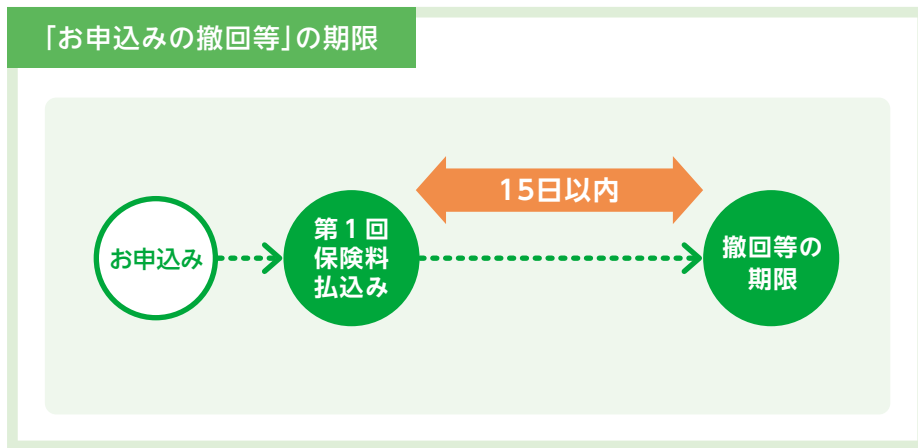 「お申込みの撤回等」の期限
15日以内
お申込み
第1回
保険料
払込み
撤回等の
期限